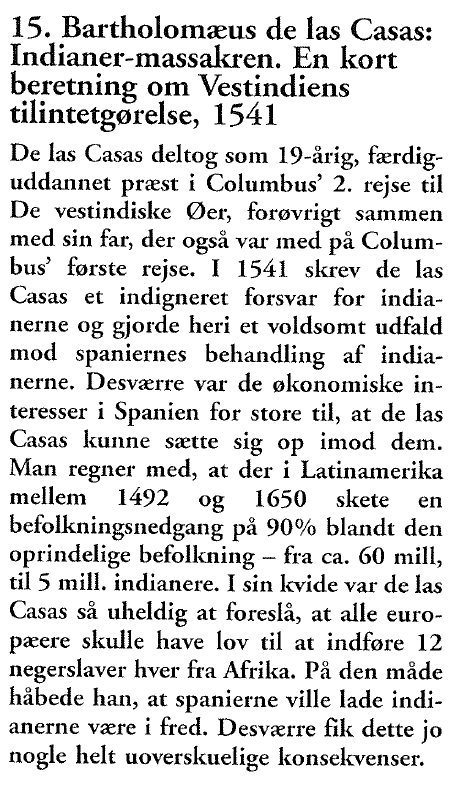 15. Bartholomæus de las Casas:
Indianer-massakren. En kort
beretning om Vestindiens
tilintetgørelse, 1541
De las Casas deltog som 19-årig, færdig-
uddannet præst i Columbus’ 2. rejse til
De vestindiske Øer, forøvrigt sammen
med sin far, der også var med på Colum-
bus’ første rejse. I 1541 skrev de las
Casas et indigneret forsvar for india-
nerne og gjorde heri et voldsomt udfald
mod spaniernes behandling af india-
nerne. Desværre var de økonomiske in-
teresser i Spanien for store til, at de las
Casas kunne sætte sig op imod dem.
Man regner med, at der i Latinamerika
mellem 1492 og 1650 skete en
befolkningsnedgang på 90% blandt den
oprindelige befolkning – fra ca. 60 mill,
til 5 mill. indianere. I sin kvide var de las
Casas så uheldig at foreslå, at alle euro-
pæere skulle have lov til at indføre 12
negerslaver hver fra Afrika. På den måde
håbede han, at spanierne ville lade indi-
anerne være i fred. Desværre fik dette jo
nogle helt uoverskuelige konsekvenser.